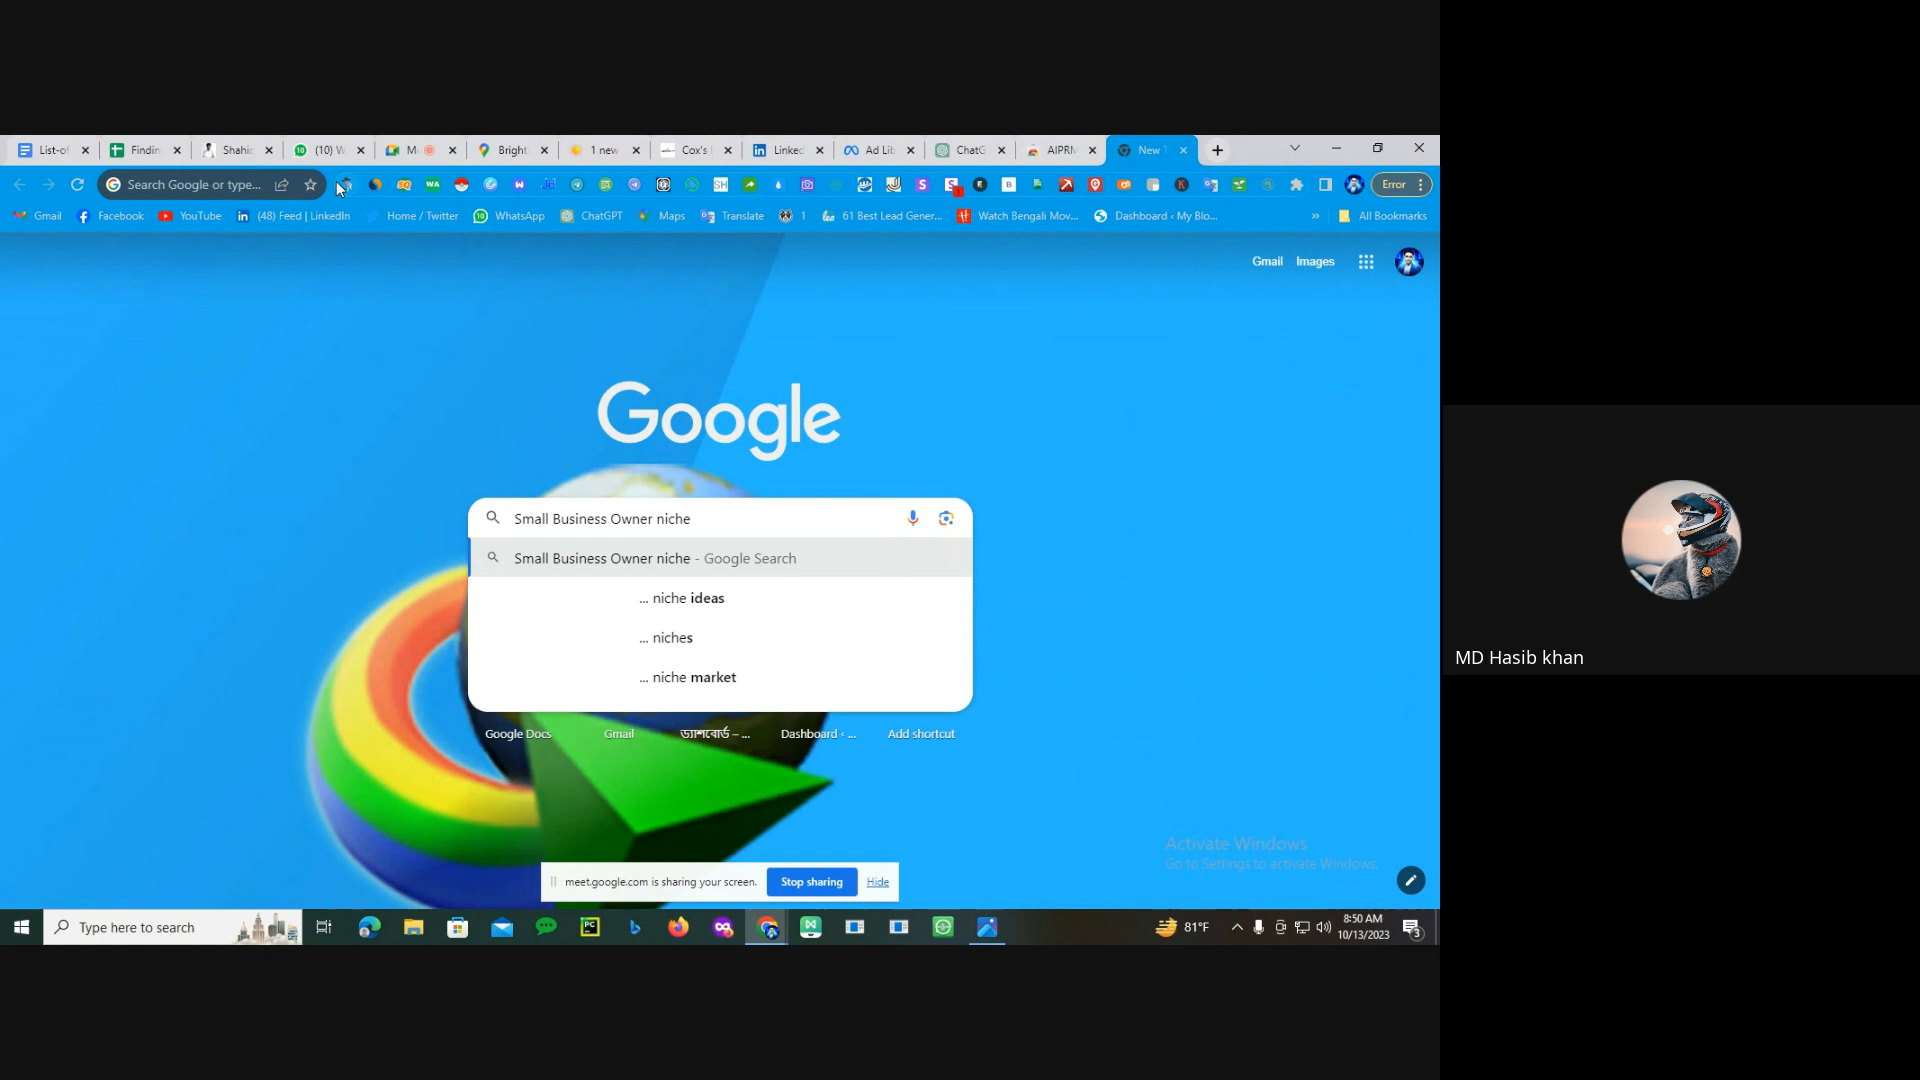 List-o
Findin
Shahid
(10) W
M
Bright
1 new
Cox's
Linked
Ad Lib
ChatG
AIPRM
New T
Search Google or type...
Error
Gmail
Facebook
YouTube
(48) Feed | LinkedIn
Home / Twitter
WhatsApp
ChatGPT
Maps
Translate
1
61 Best Lead Gener...
Watch Bengali Mov...
Dashboard ‹ My Blo...
»
All Bookmarks
Gmail
Images
Google
Small Business Owner niche
Small Business Owner niche - Google Search
... niche ideas
... niches
... niche market
Google Docs
Gmail
ড্যাশবোর্ড – ...
Dashboard ‹ ...
Add shortcut
MD Hasib khan
Activate Windows
Go to Settings to activate Windows.
meet.google.com is sharing your screen.
Stop sharing
Hide
Type here to search
81°F
8:50 AM
10/13/2023
3